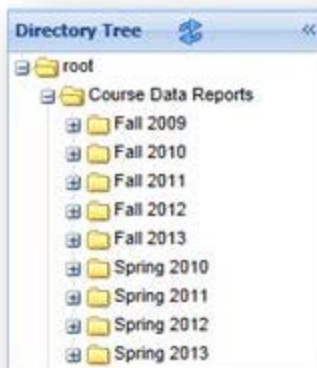 Directory Tree
root
Course Data Reports
Fall 2009
Fall 2010
Fall 2011
Fall 2012
Fall 2013
Spring 2010
Spring 2011
Spring 2012
Spring 2013